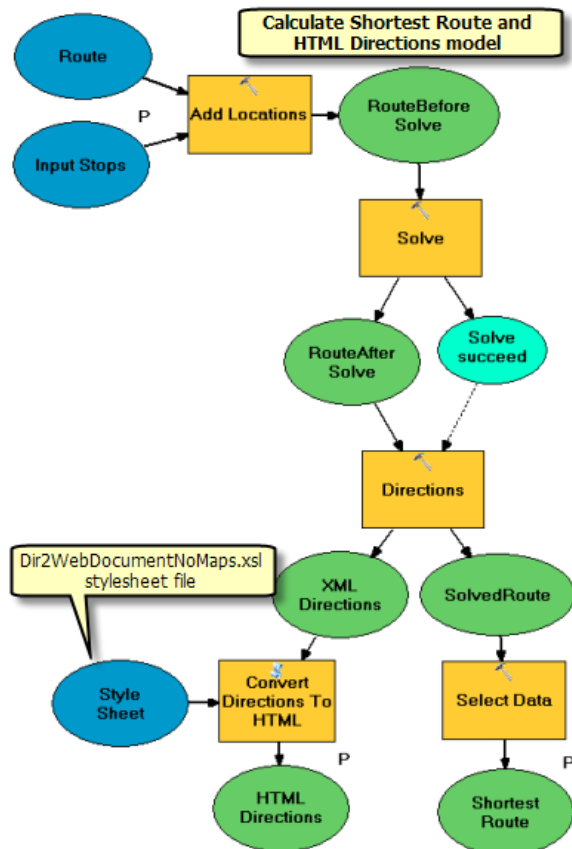 Calculate Shortest Route and
HTML Directions model
Route
P
Add Locations
Input Stops
RouteBefore
Solve
Solve
RouteAfter
Solve
Solve
succeed
Directions
Dir2WebDocumentNoMaps.xsl
stylesheet file
XML
Directions
SolvedRoute
Style
Sheet
Convert
Directions To
HTML
Select Data
P
P
HTML
Directions
Shortest
Route